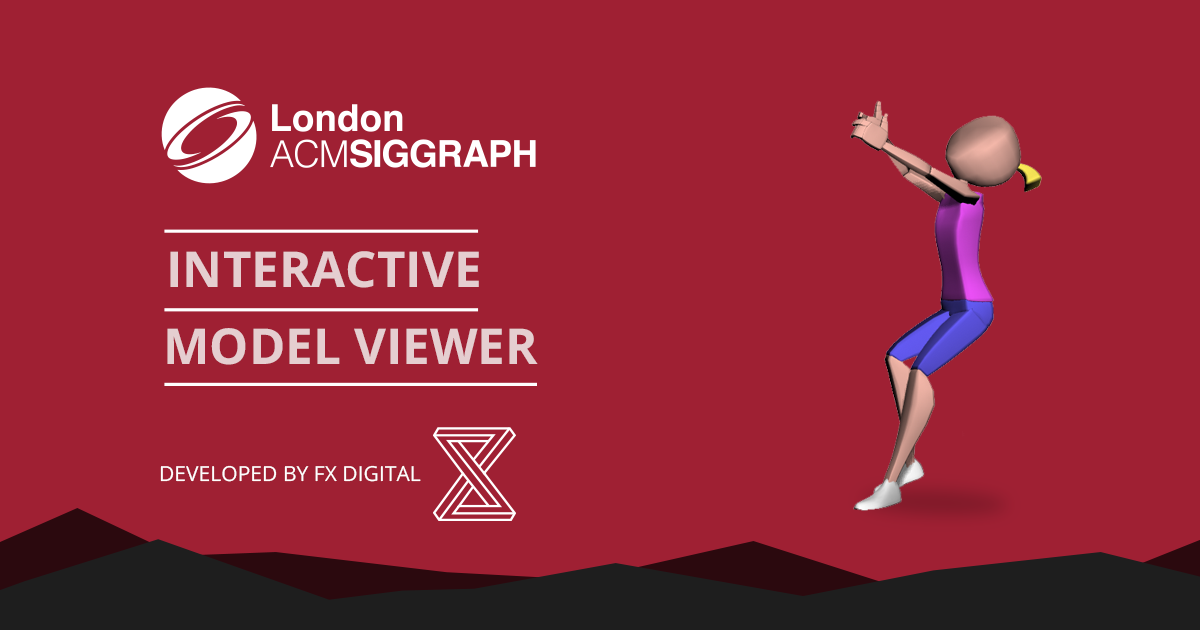 London
ACMSIGGRAPH
INTERACTIVE
MODEL VIEWER
DEVELOPED BY FX DIGITAL